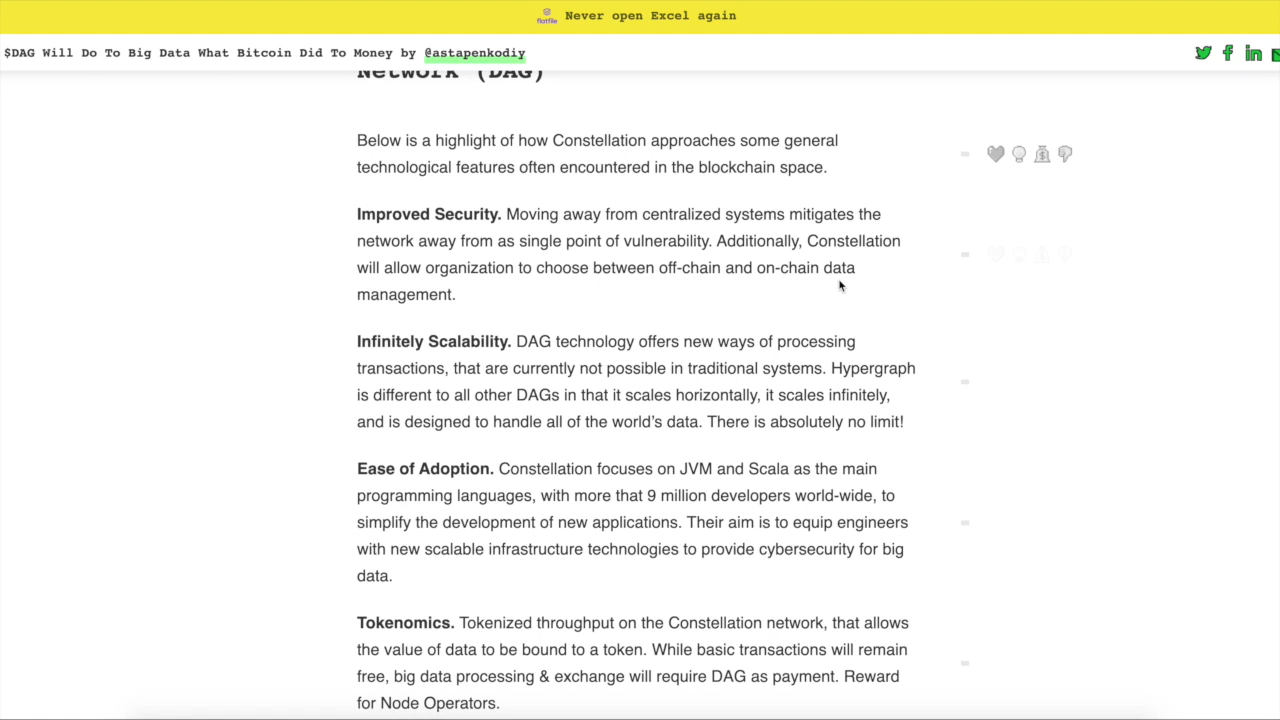 flatfile Never open Excel again
$DAG Will Do To Big Data What Bitcoin Did To Money by @astapenkodiy
Network (DAG)
Below is a highlight of how Constellation approaches some general
technological features often encountered in the blockchain space.
Improved Security. Moving away from centralized systems mitigates the
network away from as single point of vulnerability. Additionally, Constellation
will allow organization to choose between off-chain and on-chain data
management.
Infinitely Scalability. DAG technology offers new ways of processing
transactions, that are currently not possible in traditional systems. Hypergraph
is different to all other DAGs in that it scales horizontally, it scales infinitely,
and is designed to handle all of the world’s data. There is absolutely no limit!
Ease of Adoption. Constellation focuses on JVM and Scala as the main
programming languages, with more that 9 million developers world-wide, to
simplify the development of new applications. Their aim is to equip engineers
with new scalable infrastructure technologies to provide cybersecurity for big
data.
Tokenomics. Tokenized throughput on the Constellation network, that allows
the value of data to be bound to a token. While basic transactions will remain
free, big data processing & exchange will require DAG as payment. Reward
for Node Operators.